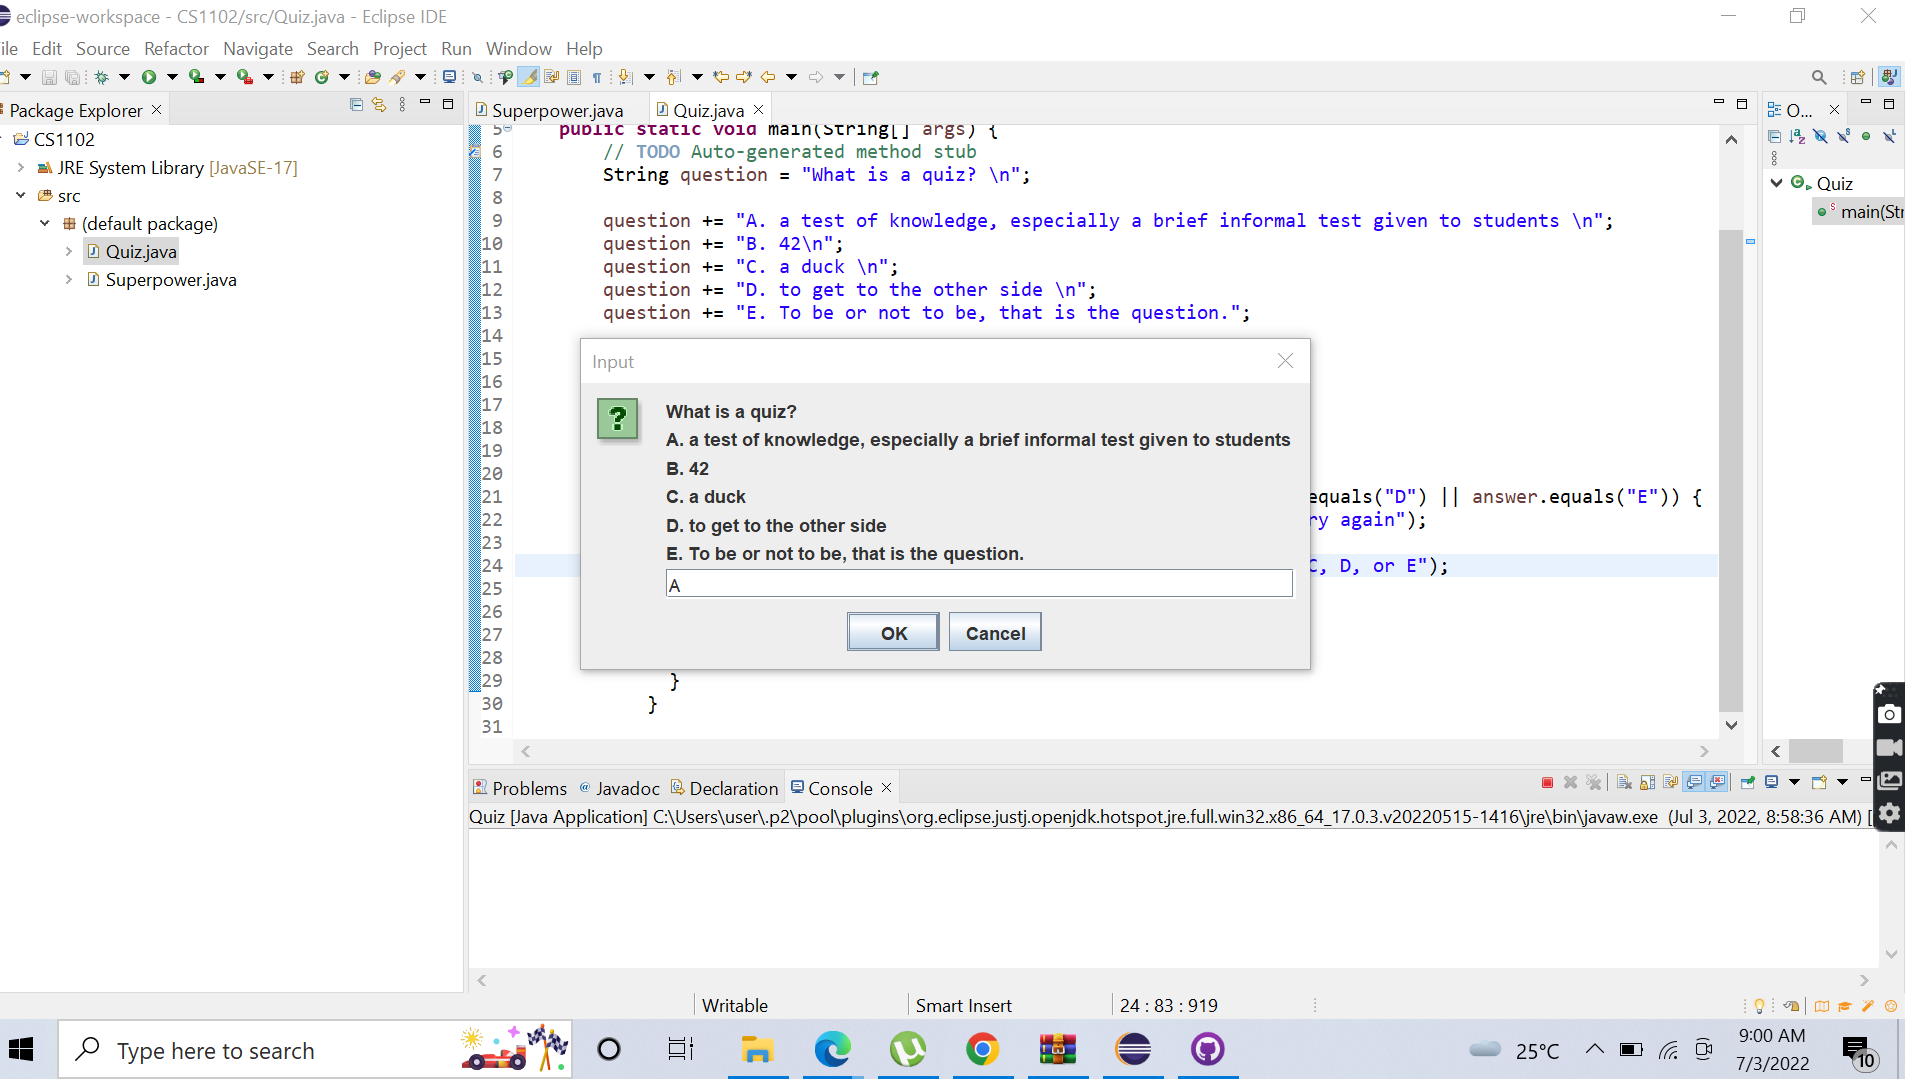 eclipse-workspace - CS1102/src/Quiz.java - Eclipse IDE
ile Edit Source Refactor Navigate Search Project Run Window Help
Package Explorer
Superpower.java
Quiz.java
O...
CS1102
JRE System Library [JavaSE-17]
src
(default package)
Quiz.java
Superpower.java
5 public static void main(String[] args) {
6 // TODO Auto-generated method stub
7 String question = "What is a quiz? \n";
8
9 question += "A. a test of knowledge, especially a brief informal test given to students \n";
10 question += "B. 42\n";
11 question += "C. a duck \n";
12 question += "D. to get to the other side \n";
13 question += "E. To be or not to be, that is the question.";
14
15
16
17
18
19
20
21 equals("D") || answer.equals("E")) {
22 ry again");
23
24 C, D, or E");
25
26
27
28
29 }
30 }
31
Input
What is a quiz?
A. a test of knowledge, especially a brief informal test given to students
B. 42
C. a duck
D. to get to the other side
E. To be or not to be, that is the question.
A
OK Cancel
Quiz
main(Str
Problems Javadoc Declaration Console
Quiz [Java Application] C:\Users\user\.p2\pool\plugins\org.eclipse.justj.openjdk.hotspot.jre.full.win32.x86_64_17.0.3.v20220515-1416\jre\bin\javaw.exe (Jul 3, 2022, 8:58:36 AM) [
Writable
Smart Insert
24 : 83 : 919
Type here to search
25°C
9:00 AM
7/3/2022
10